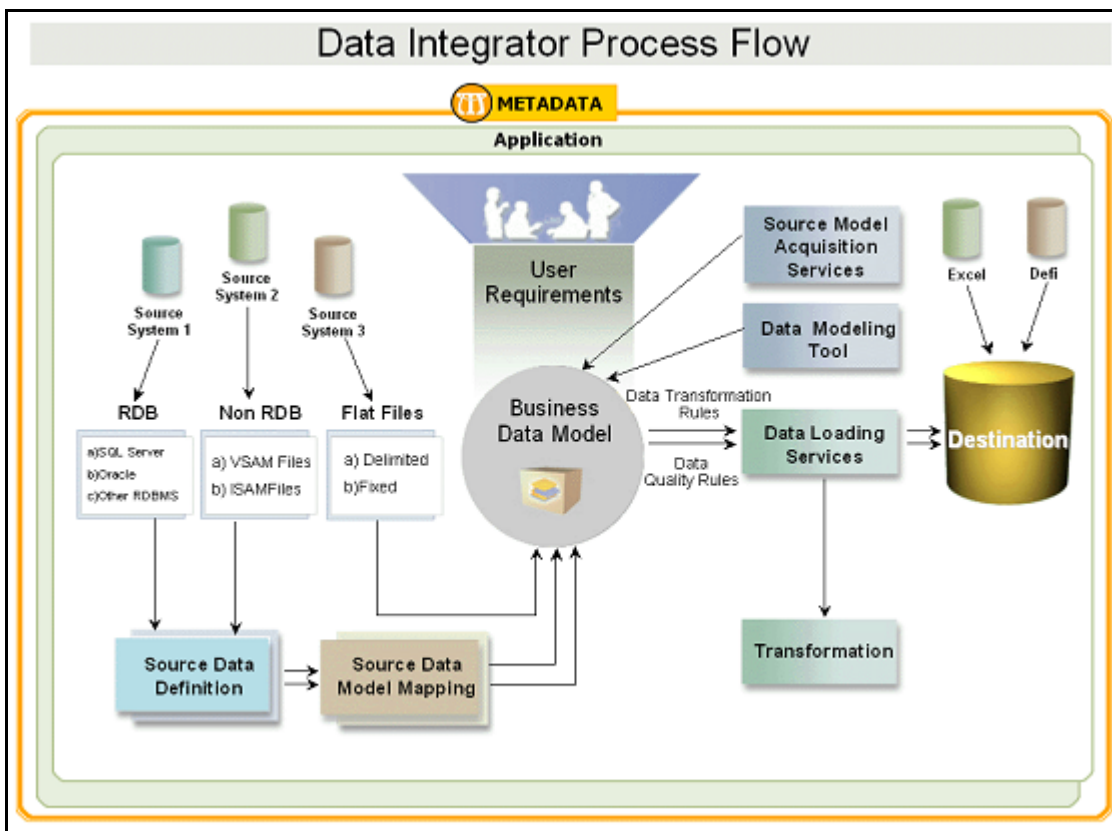 Data Integrator Process Flow
METADATA
Application
Source
System 1
Source
System 2
Source
System 3
User
Requirements
Source Model
Acquisition
Services
Data Modeling
Tool
Excel
Defi
RDB
a)SQL Server
b)Oracle
c)Other RDBMS
Non RDB
a) VSAM Files
b) ISAMFiles
Flat Files
a) Delimited
b)Fixed
Business
Data Model
Data Transformation
Rules
Data
Quality Rules
Data Loading
Services
Destination
Source Data
Definition
Source Data
Model Mapping
Transformation